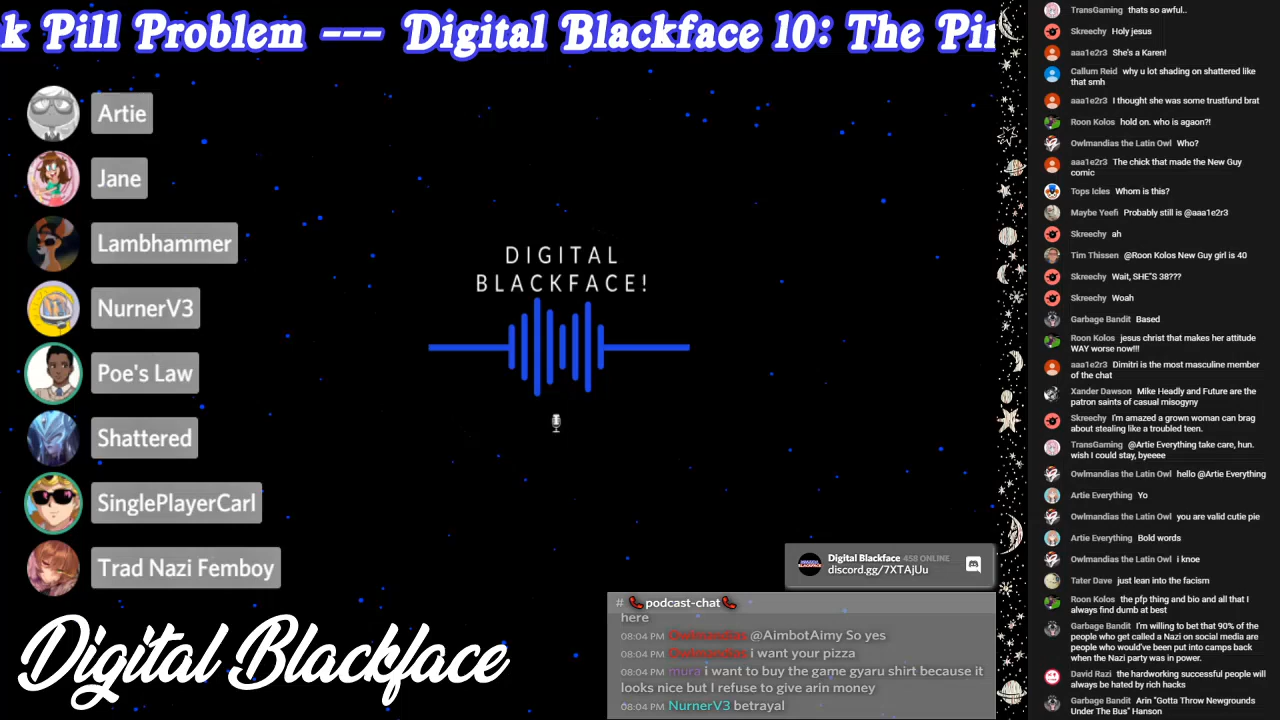 k Pill Problem --- Digital Blackface 10: The Pin
Artie
Jane
Lambhammer
NurnerV3
Poe's Law
Shattered
SinglePlayerCarl
Trad Nazi Femboy
Digital Blackface
DIGITAL
BLACKFACE!
Digital Blackface 458 ONLINE
discord.gg/7XTAjUu
# podcast-chat
here
08:04 PM @AimbotAimy So yes
08:04 PM i want your pizza
08:04 PM mura i want to buy the game gyaru shirt because it
looks nice but I refuse to give arin money
08:04 PM NurnerV3 betrayal
TransGaming thats so awful..
Skreechy Holy jesus
aaa1e2r3 She's a Karen!
Callum Reid why u lot shading on shattered like
that smh
aaa1e2r3 I thought she was some trustfund brat
Roon Kolos hold on. who is agaon?!
Owlmandias the Latin Owl Who?
aaa1e2r3 The chick that made the New Guy
comic
Tops Icles Whom is this?
Maybe Yeefi Probably still is @aaa1e2r3
Skreechy ah
Tim Thissen @Roon Kolos New Guy girl is 40
Skreechy Wait, SHE"S 38???
Skreechy Woah
Garbage Bandit Based
Roon Kolos jesus christ that makes her attitude
WAY worse now!!!
aaa1e2r3 Dimitri is the most masculine member
of the chat
Xander Dawson Mike Headly and Future are the
patron saints of casual misogyny
Skreechy I'm amazed a grown woman can brag
about stealing like a troubled teen.
TransGaming @Artie Everything take care, hun.
wish I could stay, byeeee
Owlmandias the Latin Owl hello @Artie Everything
Artie Everything Yo
Owlmandias the Latin Owl you are valid cutie pie
Artie Everything Bold words
Owlmandias the Latin Owl i knoe
Tater Dave just lean into the facism
Roon Kolos the pfp thing and bio and all that I
always find dumb at best
Garbage Bandit I'm willing to bet that 90% of the
people who get called a Nazi on social media are
people who would've been put into camps back
when the Nazi party was in power.
David Razi the hardworking successful people will
always be hated by rich hacks
Garbage Bandit Arin "Gotta Throw Newgrounds
Under The Bus" Hanson